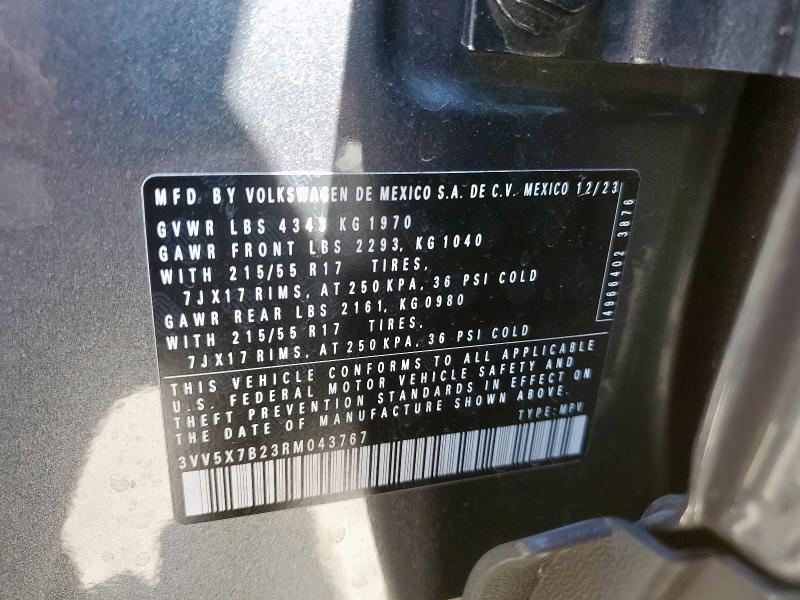 MFD. BY VOLKSWAGEN DE MEXICO S.A. DE C.V. MEXICO 12/23
GVWR LBS 4343 KG 1970
GAWR FRONT LBS 2293, KG 1040
WITH 215/55 R17 TIRES,
7JX17 RIMS, AT 250 KPA, 36 PSI COLD
GAWR REAR LBS 2161, KG 0980
WITH 215/55 R17 TIRES,
7JX17 RIMS, AT 250 KPA, 36 PSI COLD
THIS VEHICLE CONFORMS TO ALL APPLICABLE
U.S. FEDERAL MOTOR VEHICLE SAFETY AND
THEFT PREVENTION STANDARDS IN EFFECT ON
THE DATE OF MANUFACTURE SHOWN ABOVE.
TYPE: MPV
3VV5X7B23RM043767
4966402 3876